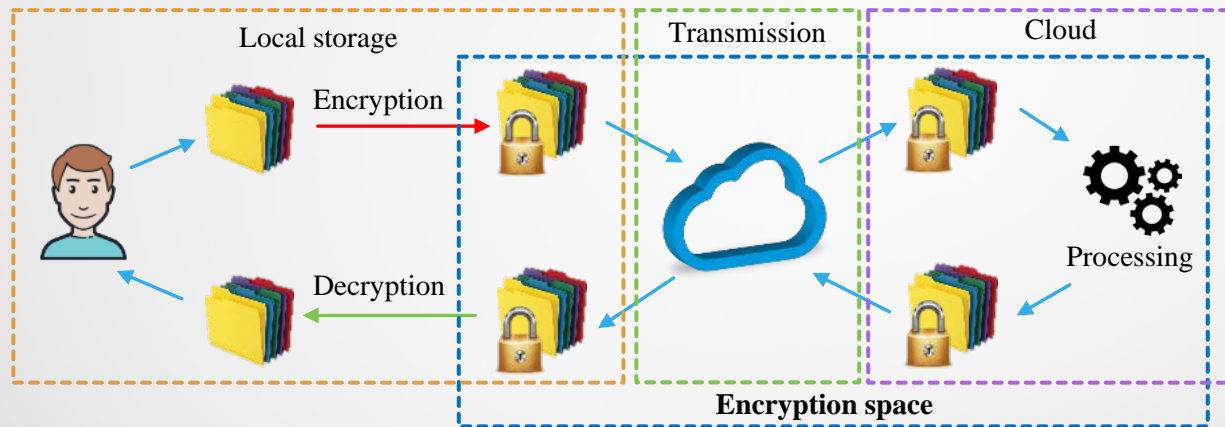 Local storage
Transmission
Cloud
Encryption
Processing
Decryption
Encryption space